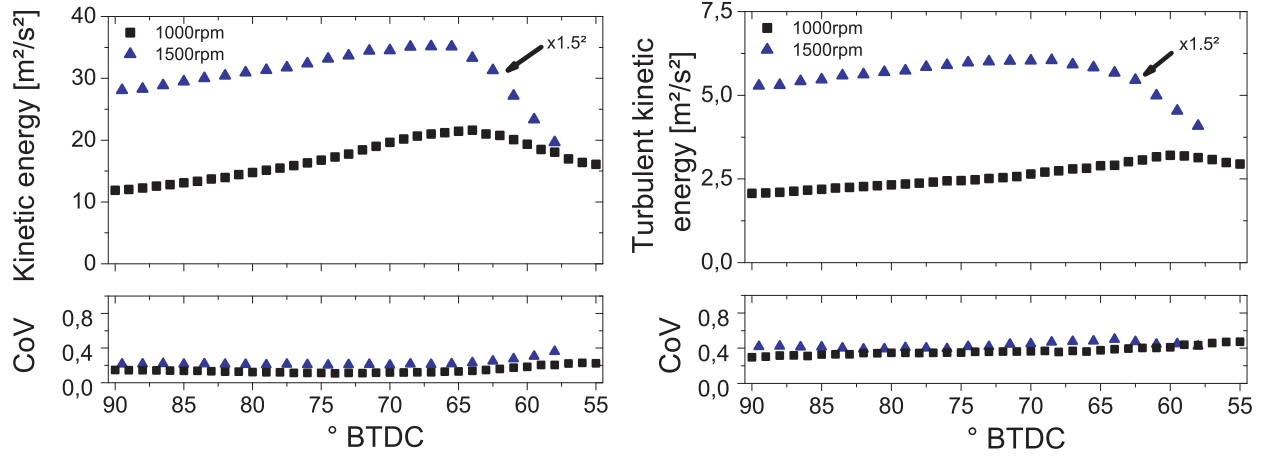 Kinetic energy [m²/s²]
40
30
20
10
0
1000rpm
1500rpm
x1.5²
CoV
0,8
0,4
0,0
90 85 80 75 70 65 60 55
° BTDC
Turbulent kinetic
energy [m²/s²]
7,5
5,0
2,5
0,0
1000rpm
1500rpm
x1.5²
CoV
0,8
0,4
0,0
90 85 80 75 70 65 60 55
° BTDC